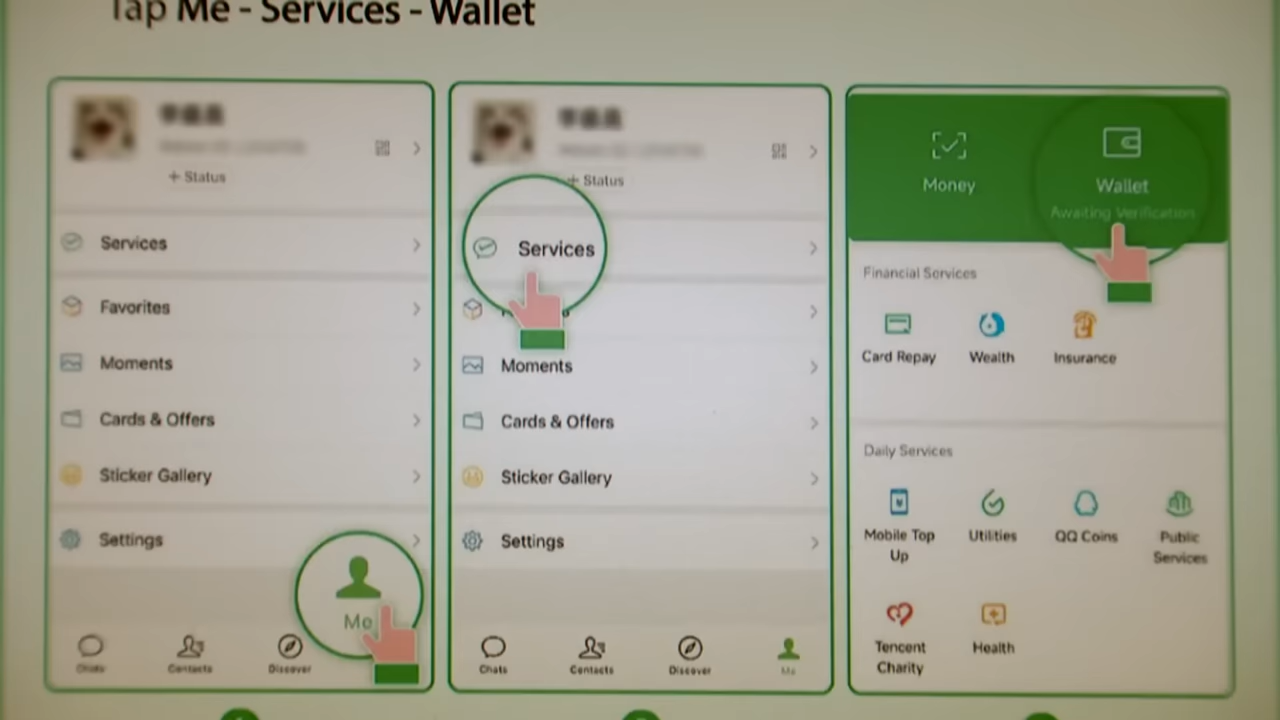 Tap Me - Services - Wallet
+ Status
Services
Favorites
Moments
Cards & Offers
Sticker Gallery
Settings
Me
Chats
Contacts
Discover
+ Status
Services
Moments
Cards & Offers
Sticker Gallery
Settings
Chats
Contacts
Discover
Me
Money
Wallet
Awaiting Verification
Financial Services
Card Repay
Wealth
Insurance
Daily Services
Mobile Top
Up
Utilities
QQ Coins
Public
Services
Tencent
Charity
Health